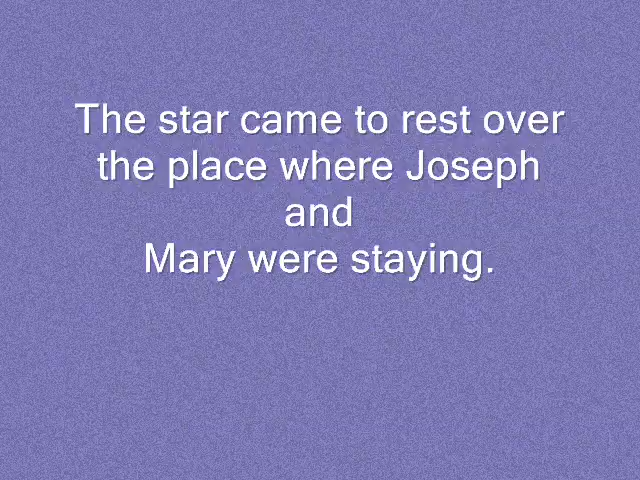 The star came to rest over
the place where Joseph
and
Mary were staying.